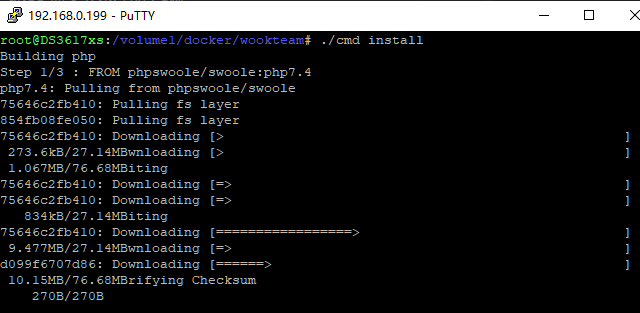 192.168.0.199 - PuTTY
root@DS3617xs:/volume1/docker/wookteam# ./cmd install
Building php
Step 1/3 : FROM phpswoole/swoole:php7.4
php7.4: Pulling from phpswoole/swoole
75646c2fb410: Pulling fs layer
854fb08fe050: Pulling fs layer
75646c2fb410: Downloading [>                                                  ]
 273.6kB/27.14MBwnloading [>                                                  ]
 1.067MB/76.68MBiting
75646c2fb410: Downloading [=>                                                 ]
75646c2fb410: Downloading [=>                                                 ]
   834kB/27.14MBiting
75646c2fb410: Downloading [=================>                                 ]
 9.477MB/27.14MBwnloading [=>                                                 ]
d099f6707d86: Downloading [======>                                            ]
 10.15MB/76.68MBrifying Checksum
    270B/270B